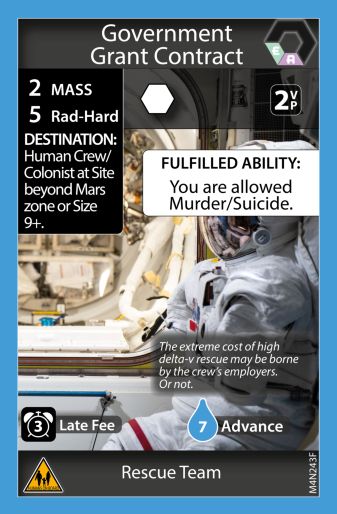 Government
Grant Contract
E A
2 MASS
5 Rad-Hard
2 VP
DESTINATION:
Human Crew/
Colonist at Site
beyond Mars
zone or Size
9+.
FULFILLED ABILITY:
You are allowed
Murder/Suicide.
The extreme cost of high
delta-v rescue may be borne
by the crew's employers.
Or not.
3 Late Fee
7 Advance
Rescue Team
M4N243F